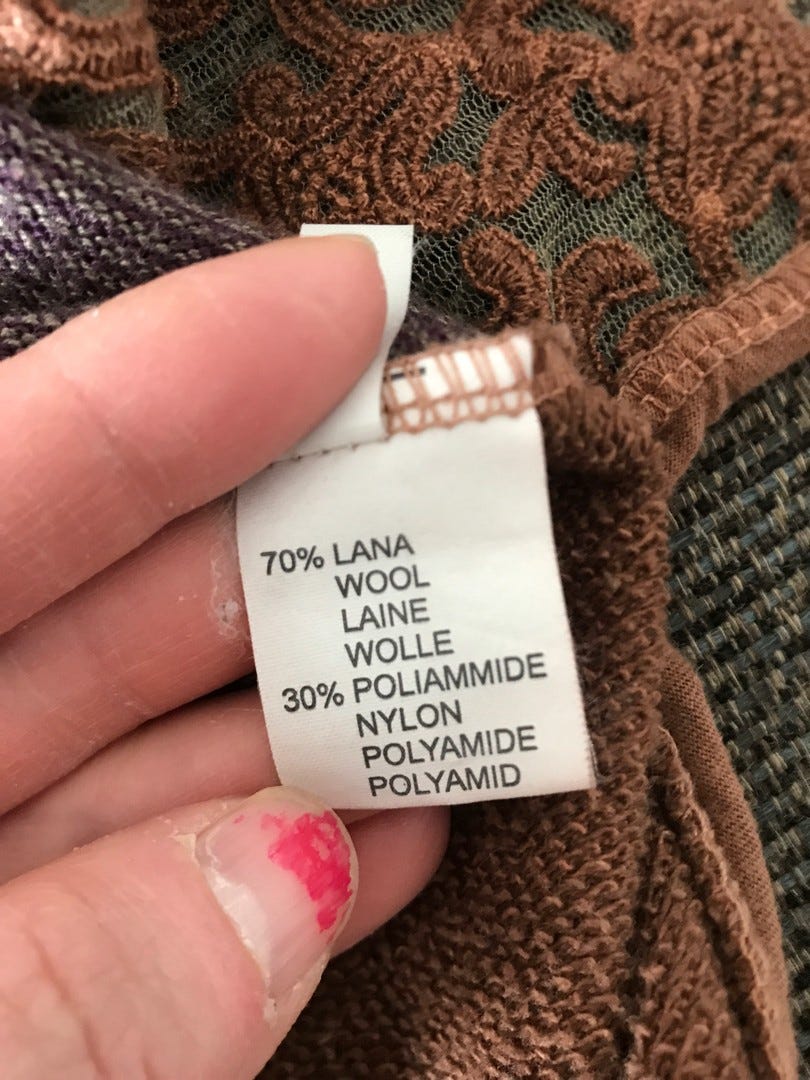 70% LANA
WOOL
LAINE
WOLLE
30% POLIAMMIDE
NYLON
POLYAMIDE
POLYAMID